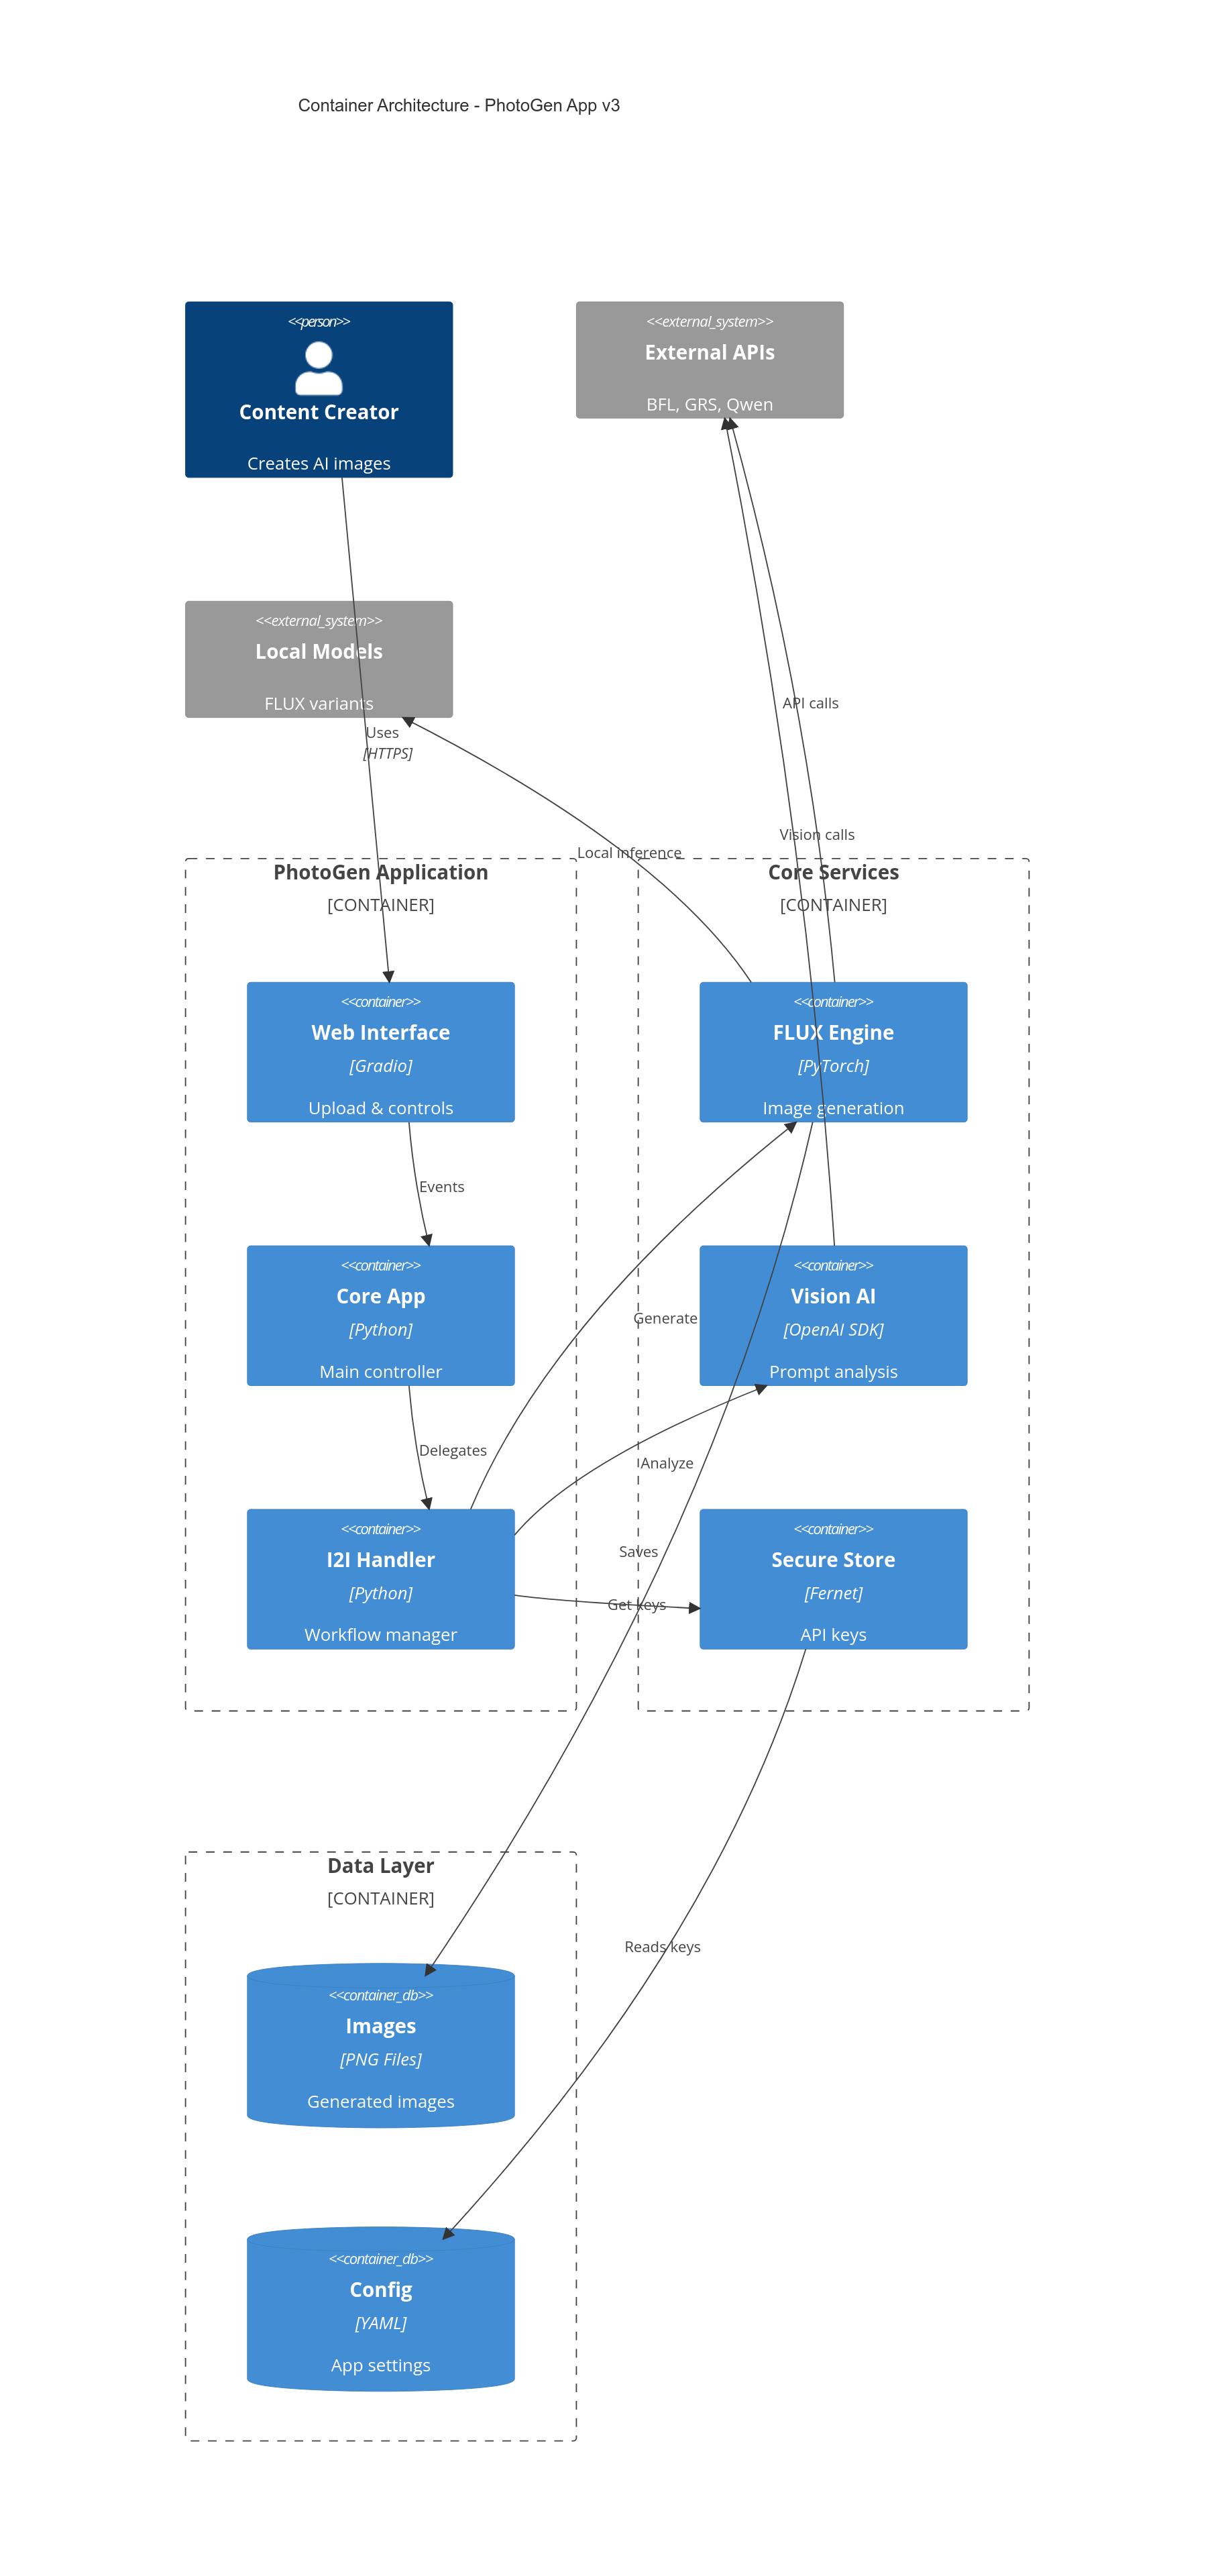 Container Architecture - PhotoGen App v3
<<person>>
Content Creator
Creates AI images
<<external_system>>
External APIs
BFL, GRS, Qwen
<<external_system>>
Local Models
FLUX variants
Uses
[HTTPS]
API calls
Vision calls
Local inference
PhotoGen Application
[CONTAINER]
Core Services
[CONTAINER]
<<container>>
Web Interface
[Gradio]
Upload & controls
<<container>>
FLUX Engine
[PyTorch]
Image generation
Events
<<container>>
Core App
[Python]
Main controller
<<container>>
Vision AI
[OpenAI SDK]
Prompt analysis
Generate
Delegates
Analyze
<<container>>
I2I Handler
[Python]
Workflow manager
Saves
Get keys
<<container>>
Secure Store
[Fernet]
API keys
Data Layer
[CONTAINER]
Reads keys
<<container_db>>
Images
[PNG Files]
Generated images
<<container_db>>
Config
[YAML]
App settings